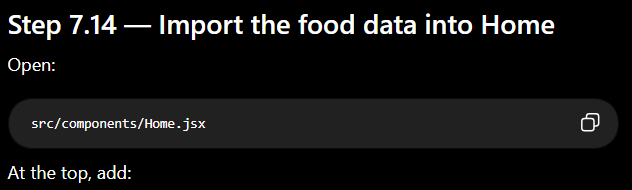 Step 7.14 — Import the food data into Home
Open:
src/components/Home.jsx
At the top, add: